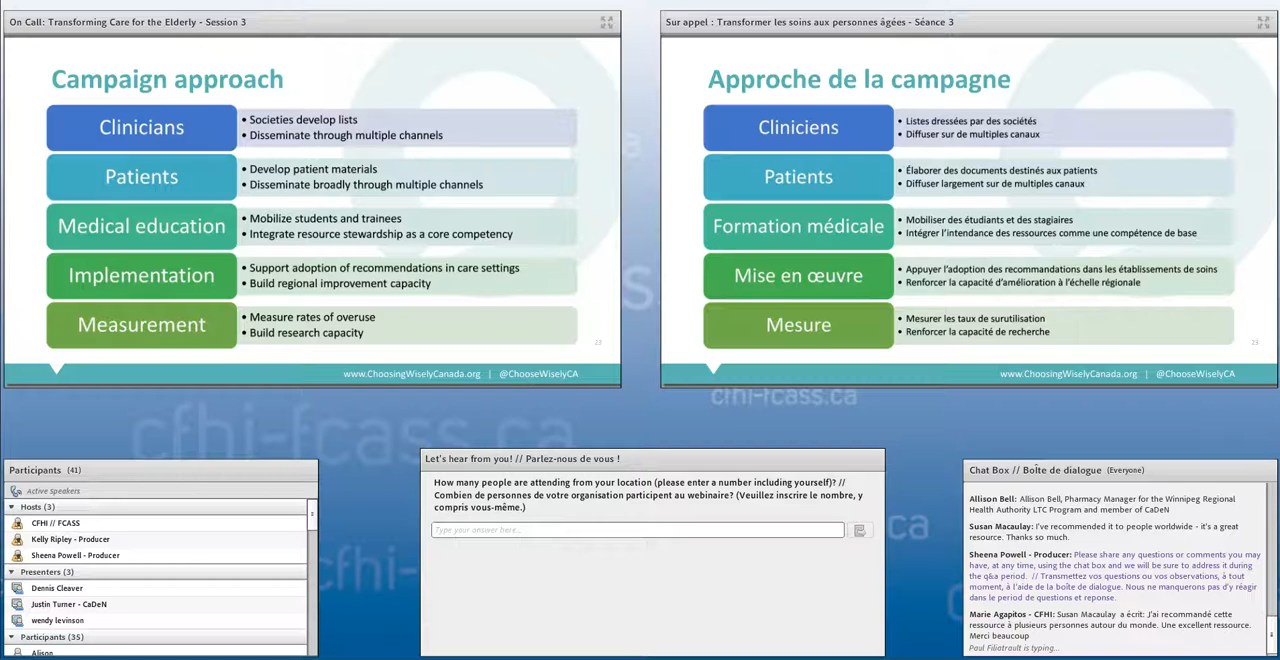 On Call: Transforming Care for the Elderly - Session 3
Campaign approach
Clinicians
• Societies develop lists
• Disseminate through multiple channels
Patients
• Develop patient materials
• Disseminate broadly through multiple channels
Medical education
• Mobilize students and trainees
• Integrate resource stewardship as a core competency
Implementation
• Support adoption of recommendations in care settings
• Build regional improvement capacity
Measurement
• Measure rates of overuse
• Build research capacity
22
www.ChoosingWiselyCanada.org | @ChooseWiselyCA
Sur appel : Transformer les soins aux personnes âgées - Séance 3
Approche de la campagne
Cliniciens
• Listes dressées par des sociétés
• Diffuser sur de multiples canaux
Patients
• Élaborer des documents destinés aux patients
• Diffuser largement sur de multiples canaux
Formation médicale
• Mobiliser des étudiants et des stagiaires
• Intégrer l'intendance des ressources comme une compétence de base
Mise en œuvre
• Appuyer l'adoption des recommandations dans les établissements de soins
• Renforcer la capacité d'amélioration à l'échelle régionale
Mesure
• Mesurer les taux de surutilisation
• Renforcer la capacité de recherche
23
www.ChoosingWiselyCanada.org | @ChooseWiselyCA
cfhi-fcass.ca
cfhi-fcass.ca
Participants (41)
Active Speakers
Hosts (3)
CFHI // FCASS
Kelly Ripley - Producer
Sheena Powell - Producer
Presenters (3)
Dennis Cleaver
Justin Turner - CaDeN
wendy levinson
Participants (35)
Alison
Let's hear from you! // Parlez-nous de vous !
How many people are attending from your location (please enter a number including yourself)? //
Combien de personnes de votre organisation participent au webinaire? (Veuillez inscrire le nombre, y
compris vous-même.)
Type your answer here...
Chat Box // Boîte de dialogue (Everyone)
Allison Bell: Allison Bell, Pharmacy Manager for the Winnipeg Regional
Health Authority LTC Program and member of CaDeN
Susan Macaulay: I've recommended it to people worldwide - it's a great
resource. Thanks so much.
Sheena Powell - Producer: Please share any questions or comments you may
have, at any time, using the chat box and we will be sure to address it during
the q&a period. // Transmettez vos questions ou vos observations, à tout
moment, à l'aide de la boîte de dialogue. Nous ne manquerons pas d'y réagir
dans le period de questions et reponse.
Marie Agapitos - CFHI: Susan Macaulay a écrit: J'ai recommandé cette
ressource à plusieurs personnes autour du monde. Une excellent ressource.
Merci beaucoup
Paul Filiatrault is typing...